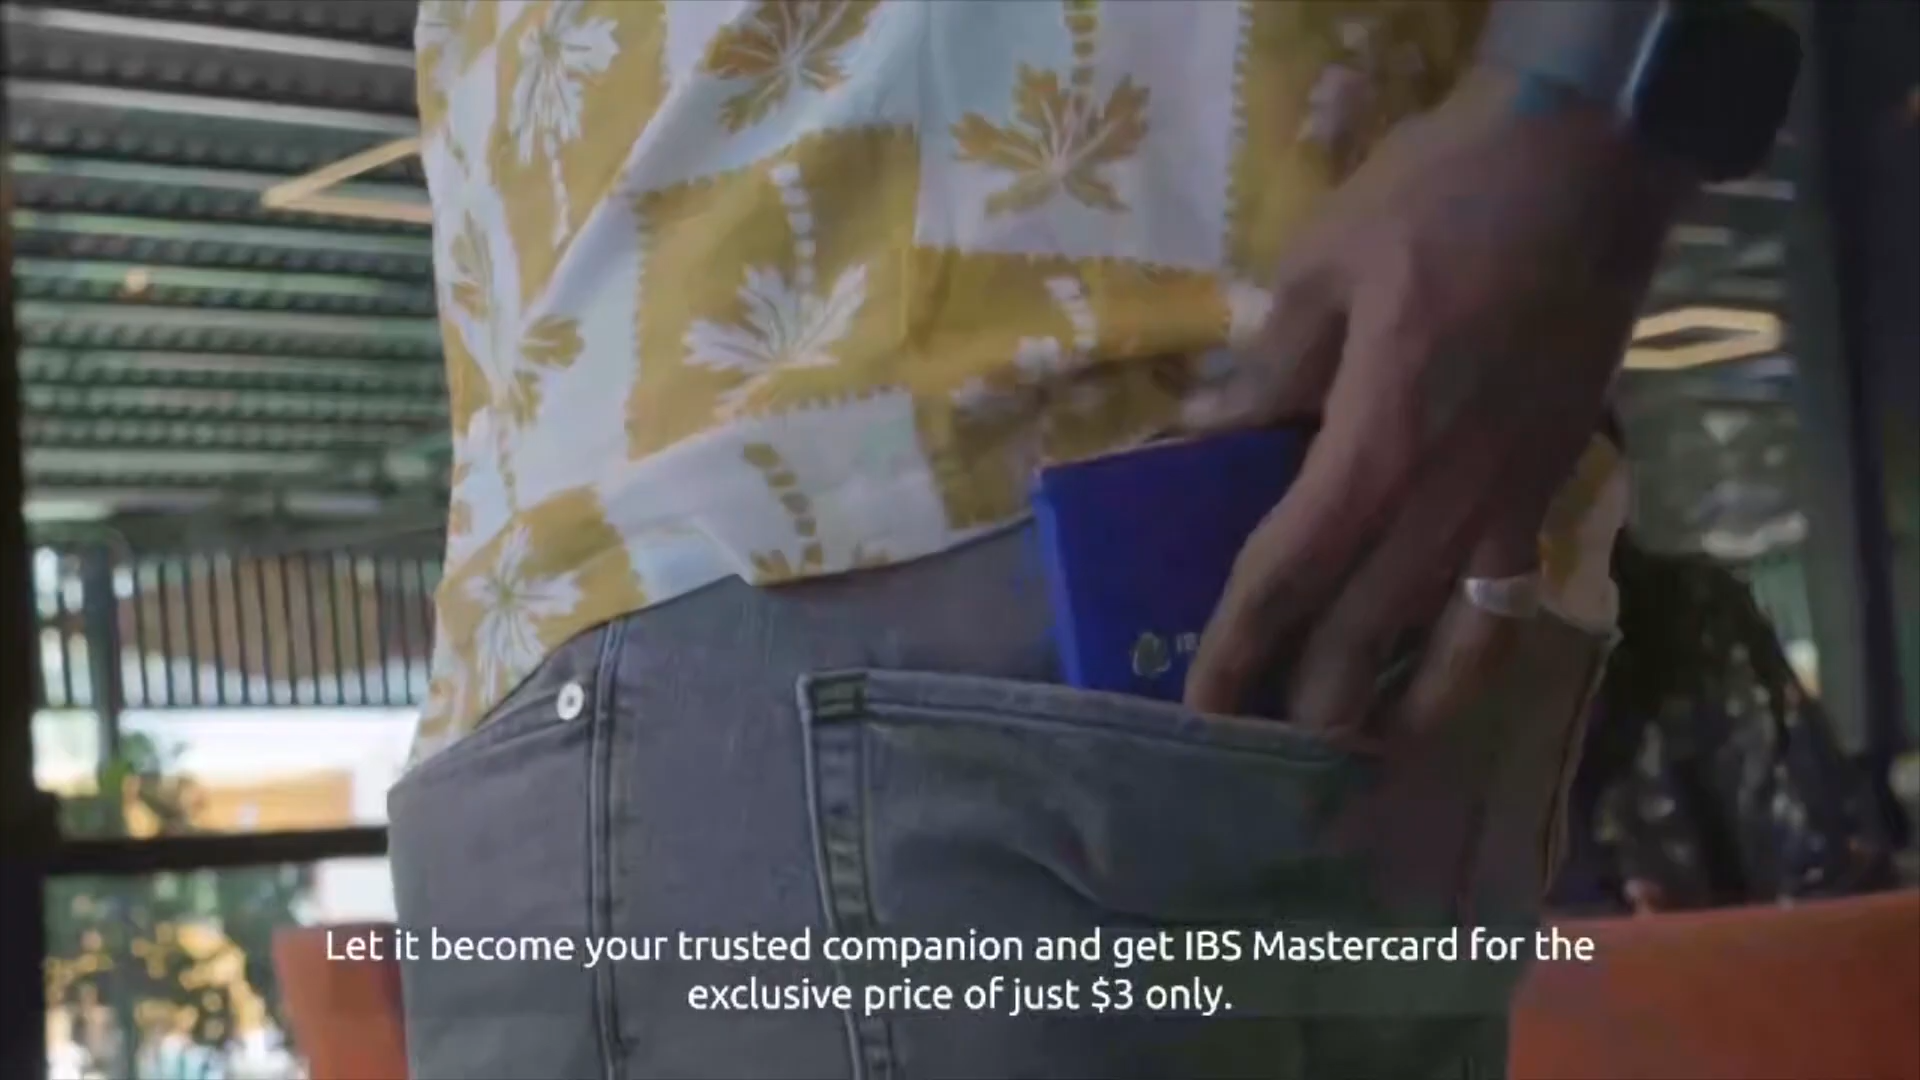 Let it become your trusted companion and get IBS Mastercard for the
exclusive price of just $3 only.